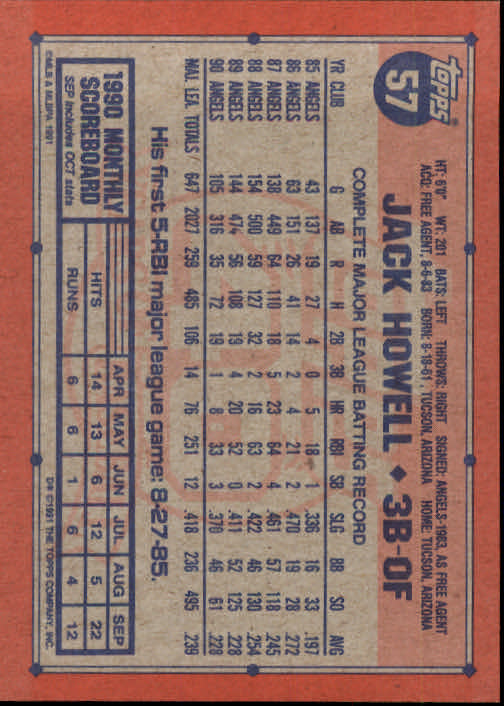 topps
57
JACK HOWELL ◆ 3B-OF
HT: 6'0" WT: 201 BATS: LEFT THROWS: RIGHT SIGNED: ANGELS-1983, AS FREE AGENT
ACQ: FREE AGENT, 8-6-83 BORN: 8-18-61, TUCSON, ARIZONA HOME: TUCSON, ARIZONA
COMPLETE MAJOR LEAGUE BATTING RECORD
YR CLUB G AB R H 2B 3B HR RBI SB SLG BB SO AVG
85 ANGELS 43 137 19 27 4 0 5 18 1 .336 16 33 .197
86 ANGELS 63 151 26 41 14 2 4 21 2 .470 19 28 .272
87 ANGELS 138 449 64 110 18 5 23 64 4 .461 57 118 .245
88 ANGELS 154 500 59 127 32 2 16 63 2 .422 46 130 .254
89 ANGELS 144 474 56 108 19 4 20 52 0 .411 52 125 .228
90 ANGELS 105 316 35 72 19 1 8 33 3 .370 46 61 .228
MAJ. LEA. TOTALS 7 647 2027 259 485 106 14 76 251 12 .418 236 495 .239
His first 5-RBI major league game: 8-27-85.
1990 MONTHLY SCOREBOARD
SEP includes OCT stats
APR MAY JUN JUL AUG SEP
HITS 14 13 6 12 5 22
RUNS 6 6 1 6 4 12
©MLB & MLBPA 1991
D* ©1991 THE TOPPS COMPANY, INC.